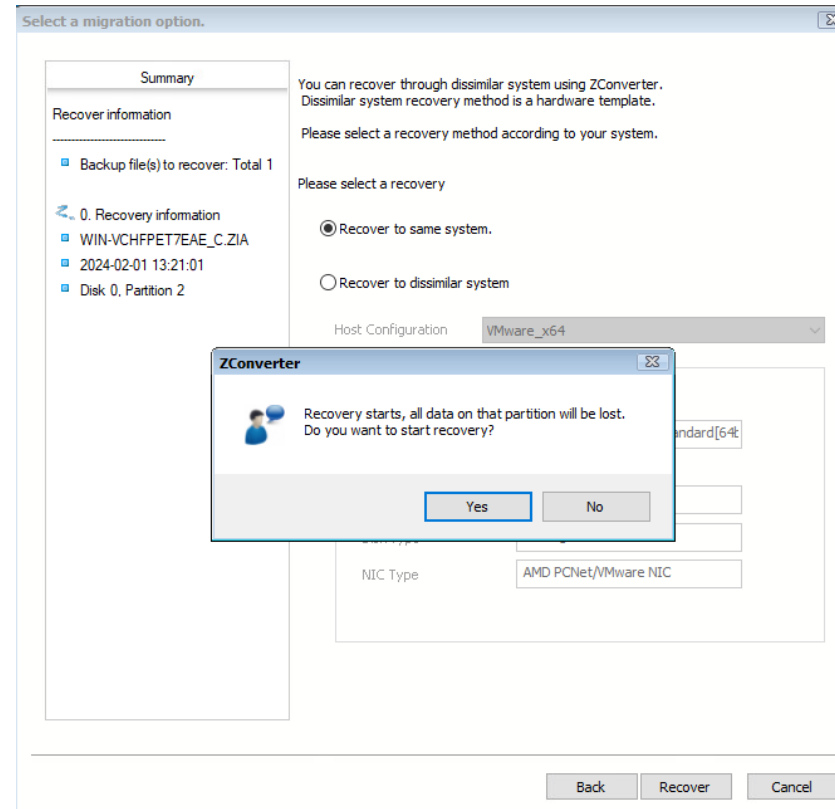 Select a migration option.
Summary
Recover information
Backup file(s) to recover: Total 1
0. Recovery information
WIN-VCHFPET7EAE_C.ZIA
2024-02-01 13:21:01
Disk 0, Partition 2
You can recover through dissimilar system using ZConverter.
Dissimilar system recovery method is a hardware template.
Please select a recovery method according to your system.
Please select a recovery
Recover to same system.
Recover to dissimilar system
Host Configuration
VMware_x64
ZConverter
Recovery starts, all data on that partition will be lost.
Do you want to start recovery?
Yes
No
NIC Type
AMD PCNet/VMware NIC
Back
Recover
Cancel